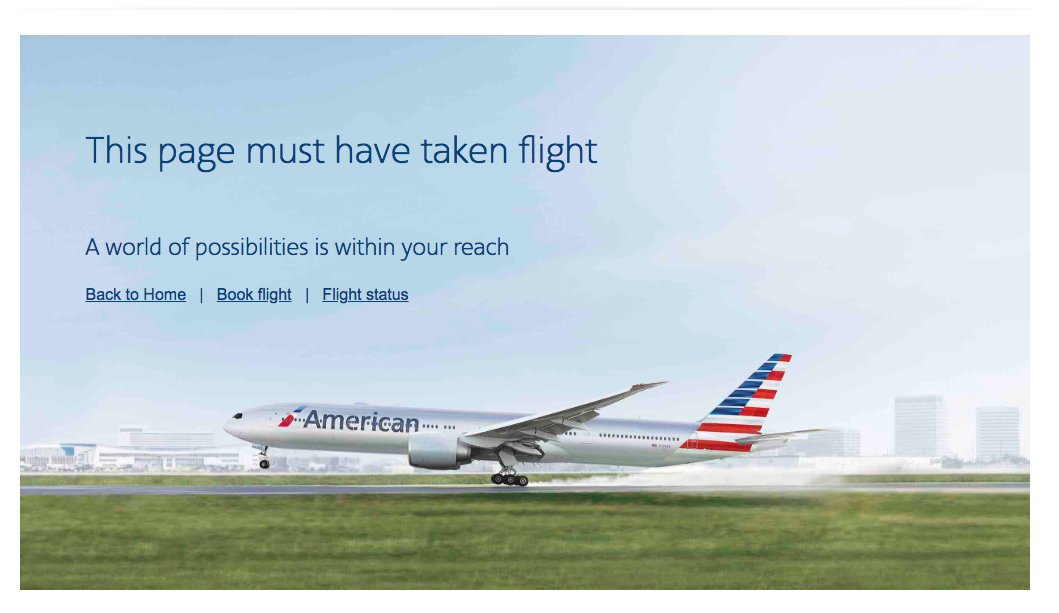 This page must have taken flight
A world of possibilities is within your reach
Back to Home | Book flight | Flight status
American